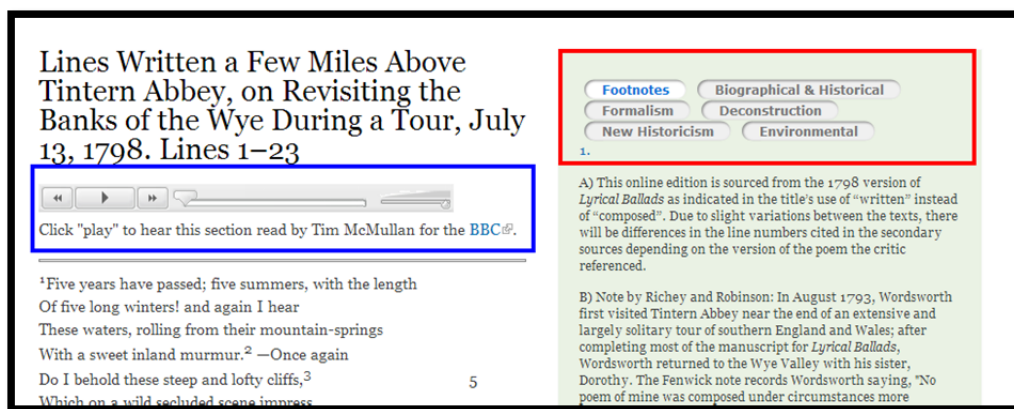 Lines Written a Few Miles Above
Tintern Abbey, on Revisiting the
Banks of the Wye During a Tour, July
13, 1798. Lines 1–23
Click "play" to hear this section read by Tim McMullan for the BBC.
¹Five years have passed; five summers, with the length
Of five long winters! and again I hear
These waters, rolling from their mountain-springs
With a sweet inland murmur.² —Once again
Do I behold these steep and lofty cliffs,³ 5
Which on a wild secluded scene impress
Footnotes Biographical & Historical
Formalism Deconstruction
New Historicism Environmental
1.
A) This online edition is sourced from the 1798 version of
Lyrical Ballads as indicated in the title's use of "written" instead
of "composed". Due to slight variations between the texts, there
will be differences in the line numbers cited in the secondary
sources depending on the version of the poem the critic
referenced.
B) Note by Richey and Robinson: In August 1793, Wordsworth
first visited Tintern Abbey near the end of an extensive and
largely solitary tour of southern England and Wales; after
completing most of the manuscript for Lyrical Ballads,
Wordsworth returned to the Wye Valley with his sister,
Dorothy. The Fenwick note records Wordsworth saying, "No
poem of mine was composed under circumstances more